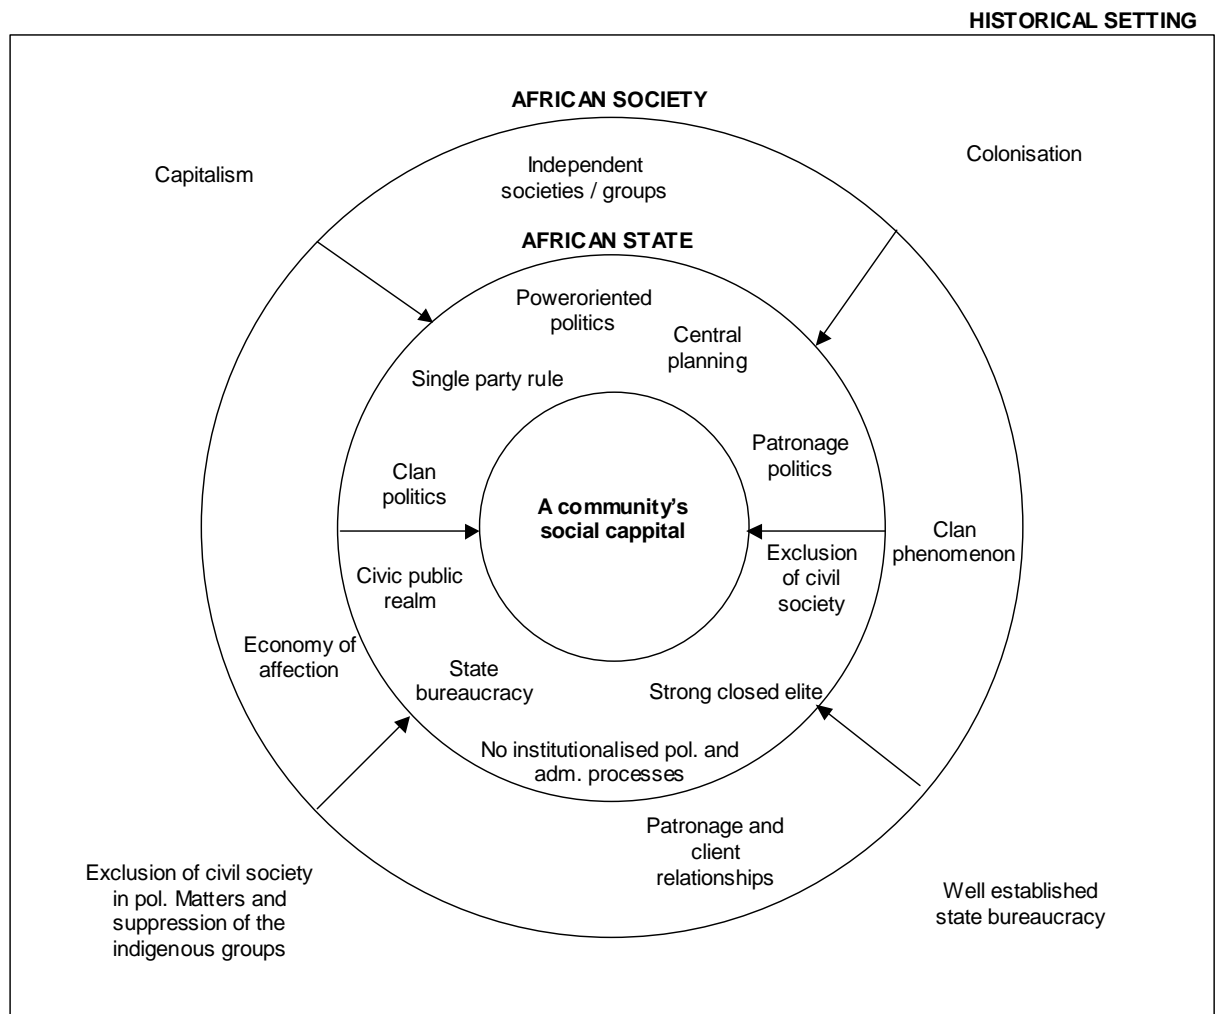 HISTORICAL SETTING
AFRICAN SOCIETY
Capitalism
Colonisation
Independent
societies / groups
AFRICAN STATE
Poweroriented
politics
Central
planning
Single party rule
Patronage
politics
Clan
politics
A community's
social cappital
Clan
phenomenon
Exclusion
of civil
society
Civic public
realm
Economy of
affection
State
bureaucracy
Strong closed elite
No institutionalised pol. and
adm. processes
Patronage and
client
relationships
Exclusion of civil society
in pol. Matters and
suppression of the
indigenous groups
Well established
state bureaucracy